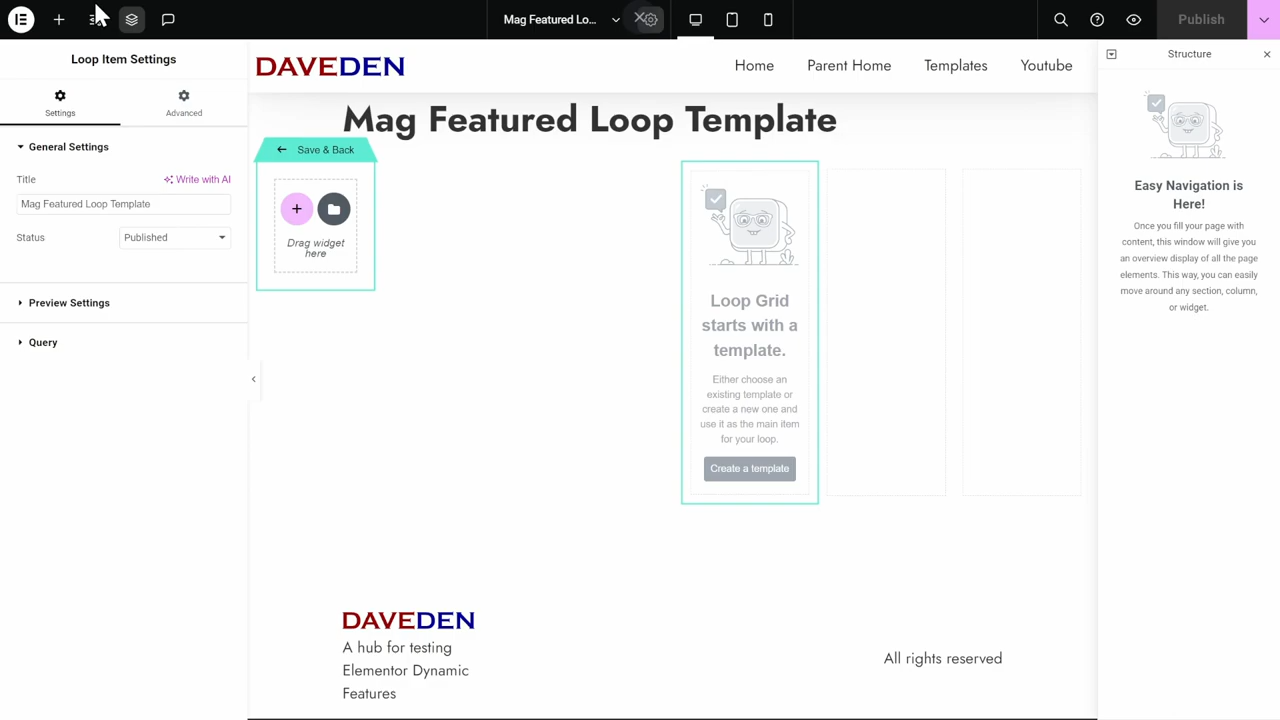 Mag Featured Lo...
Publish
Loop Item Settings
Settings
Advanced
General Settings
Title
Write with AI
Mag Featured Loop Template
Status
Published
Preview Settings
Query
DAVEDEN
Home
Parent Home
Templates
Youtube
Mag Featured Loop Template
Save & Back
Drag widget
here
Loop Grid
starts with a
template.
Either choose an
existing template or
create a new one and
use it as the main item
for your loop.
Create a template
DAVEDEN
A hub for testing
Elementor Dynamic
Features
All rights reserved
Structure
Easy Navigation is
Here!
Once you fill your page with
content, this window will give you
an overview display of all the page
elements. This way, you can easily
move around any section, column,
or widget.